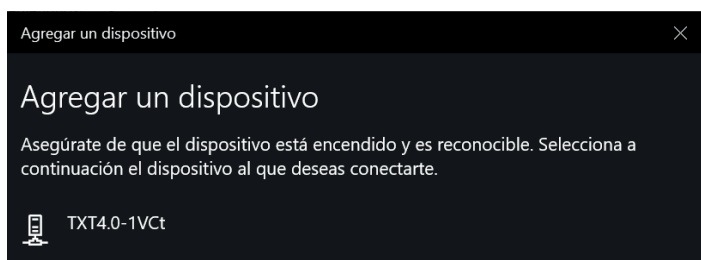 Agregar un dispositivo
Agregar un dispositivo
Asegúrate de que el dispositivo está encendido y es reconocible. Selecciona a
continuación el dispositivo al que deseas conectarte.
TXT4.0-1VCt